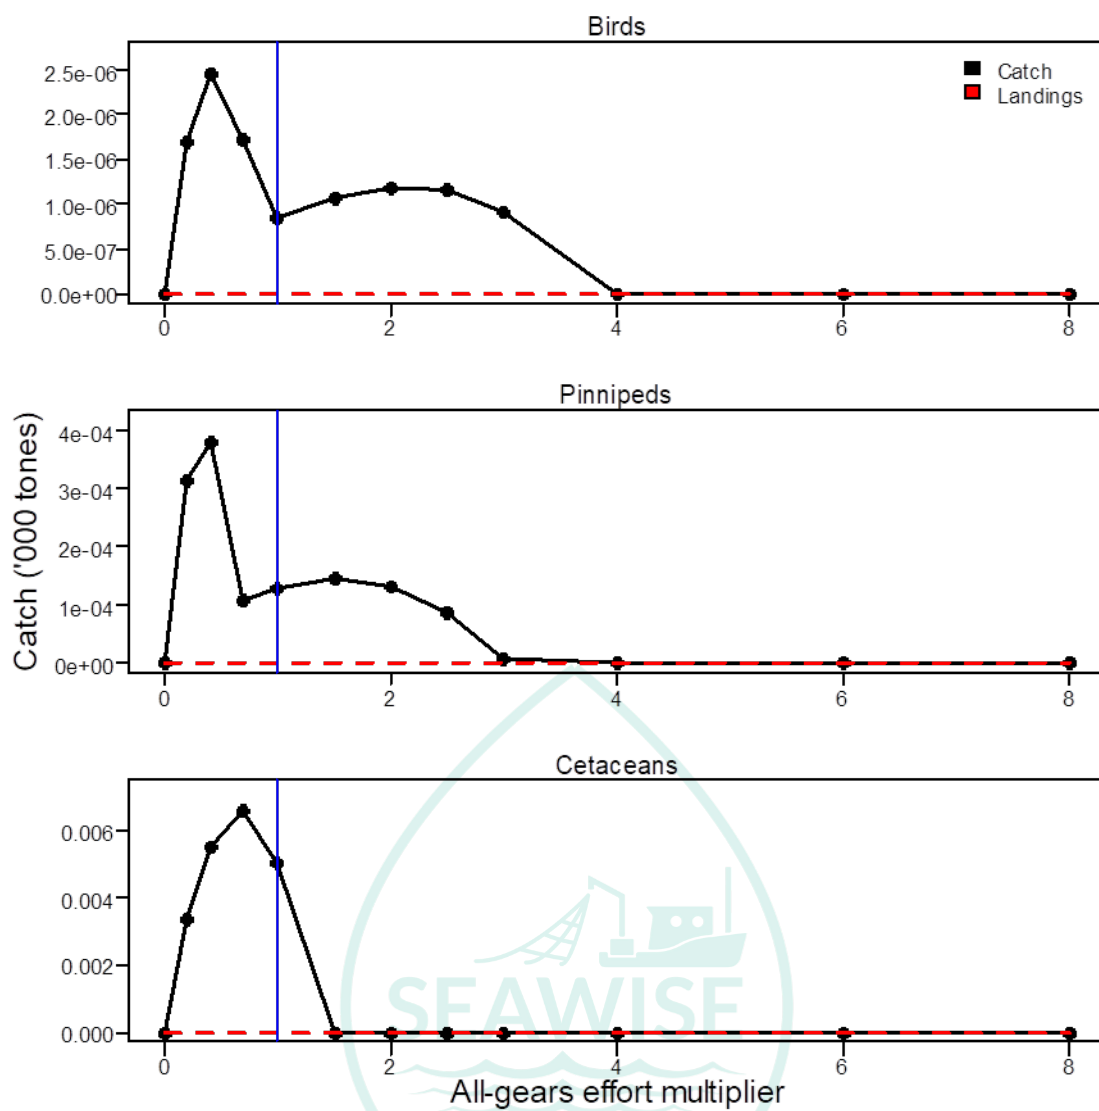 Birds
Catch
Landings
2.5e-06
2.0e-06
1.5e-06
1.0e-06
5.0e-07
0.0e+00
0 2 4 6 8
Pinnipeds
Catch ('000 tones)
4e-04
3e-04
2e-04
1e-04
0e+00
0 2 4 6 8
Cetaceans
0.006
0.004
0.002
0.000
SEAWISE
0 2 4 6 8
All-gears effort multiplier